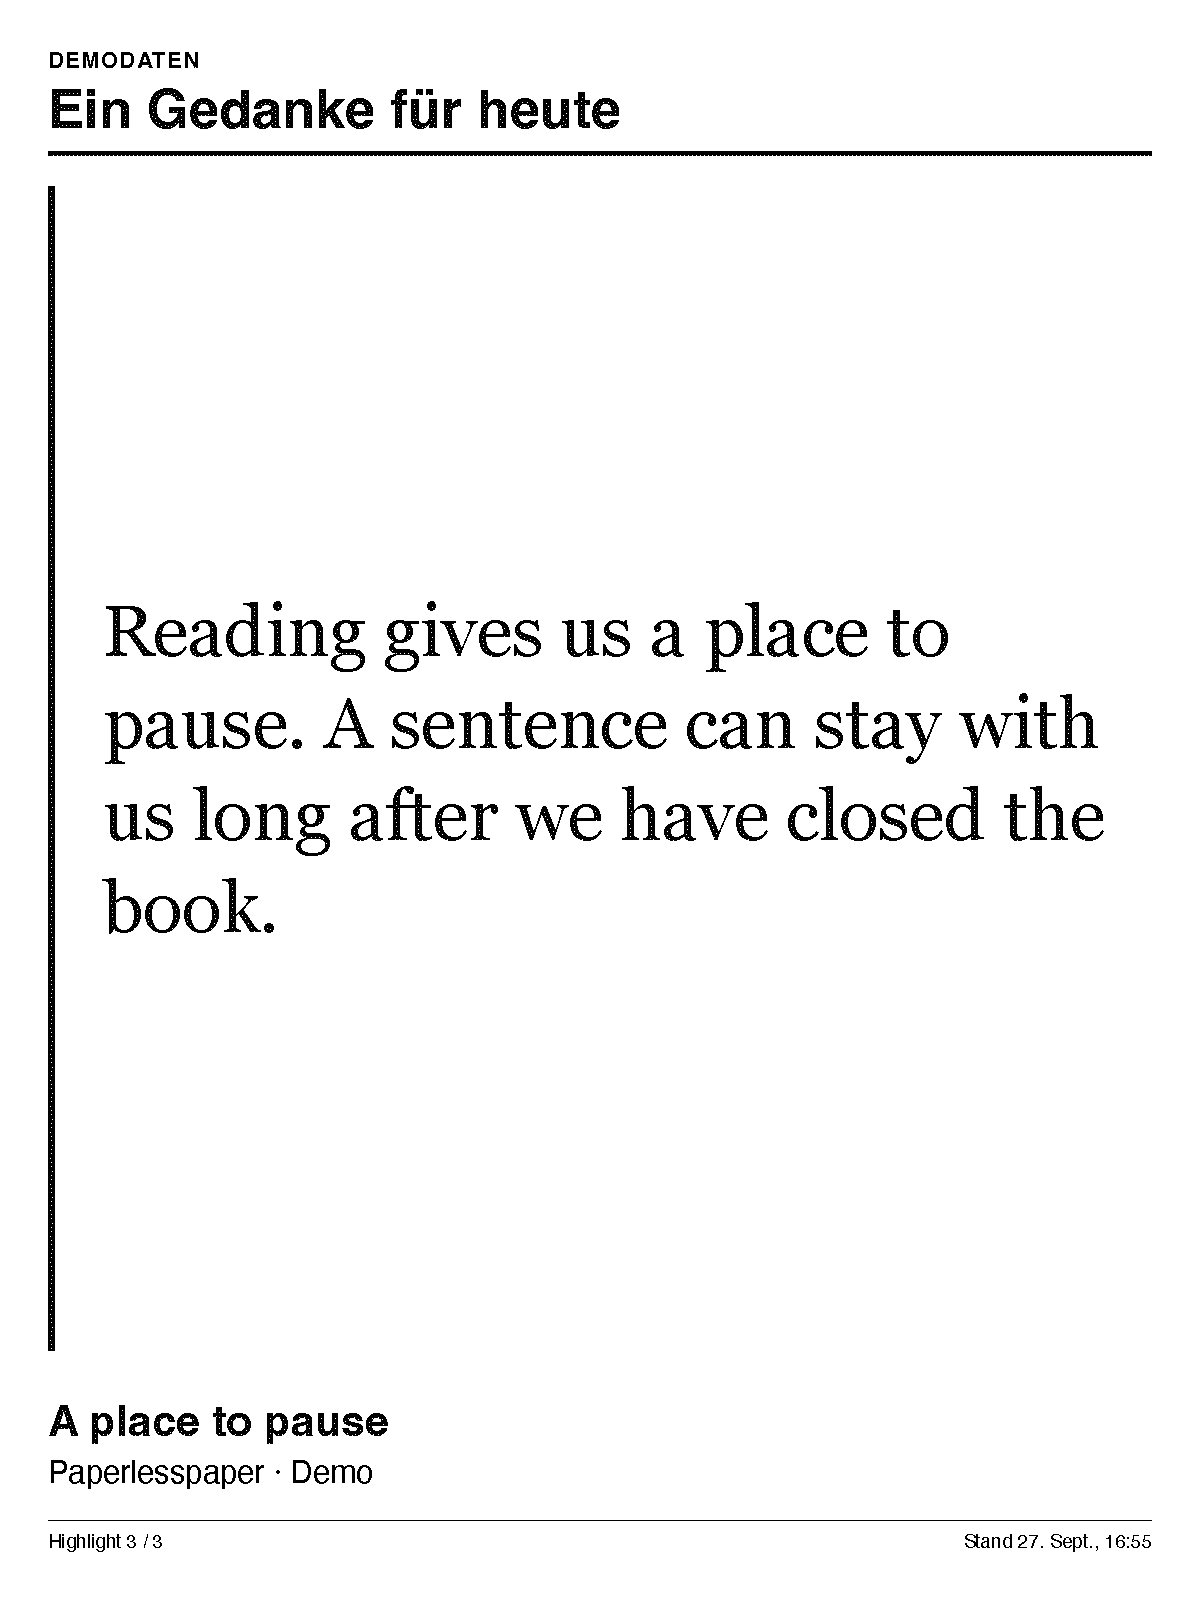 DEMODATEN
Ein Gedanke für heute
Reading gives us a place to
pause. A sentence can stay with
us long after we have closed the
book.
A place to pause
Paperlesspaper · Demo
Highlight 3 / 3
Stand 27. Sept., 16:55